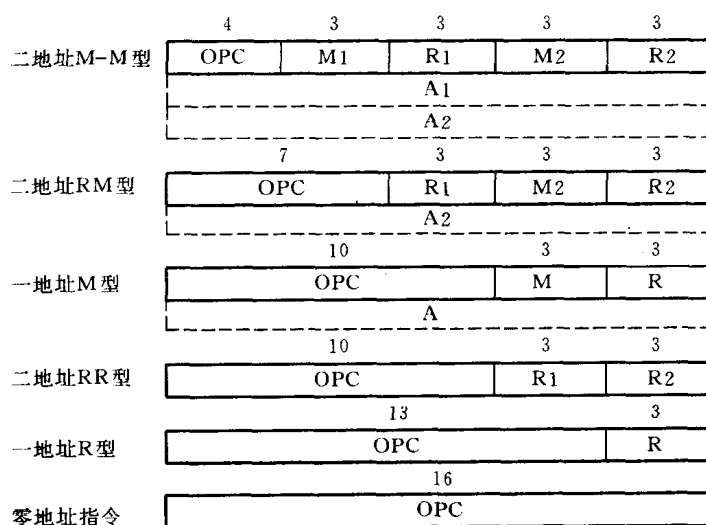 4 3 3 3 3
二地址M-M型 OPC M1 R1 M2 R2
A1
A2
7 3 3 3
二地址RM型 OPC R1 M2 R2
A2
10 3 3
一地址M型 OPC M R
A
10 3 3
二地址RR型 OPC R1 R2
13 3
一地址R型 OPC R
16
零地址指令 OPC